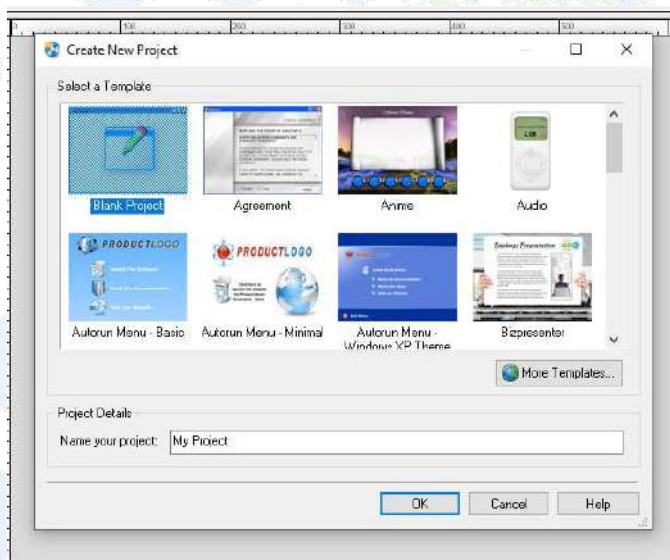 100 200 300 400 500
Create New Project
Select a Template
Blank Project
Agreement
Anime
Audio
PRODUCTLOGO
PRODUCTLOGO
Business Presentation
Autorun Menu - Basic
Autorun Menu - Minimal
Autorun Menu -
Windows XP Theme
Bizpresenter
More Templates...
Project Details
Name your project:
My Project
OK
Cancel
Help